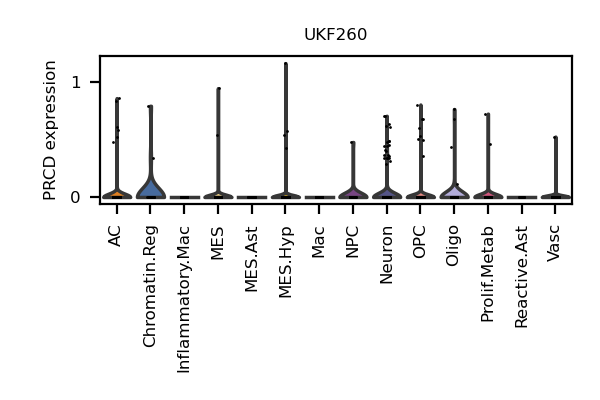 UKF260
PRCD expression
1
0
AC
Chromatin.Reg
Inflammatory.Mac
MES
MES.Ast
MES.Hyp
Mac
NPC
Neuron
OPC
Oligo
Prolif.Metab
Reactive.Ast
Vasc